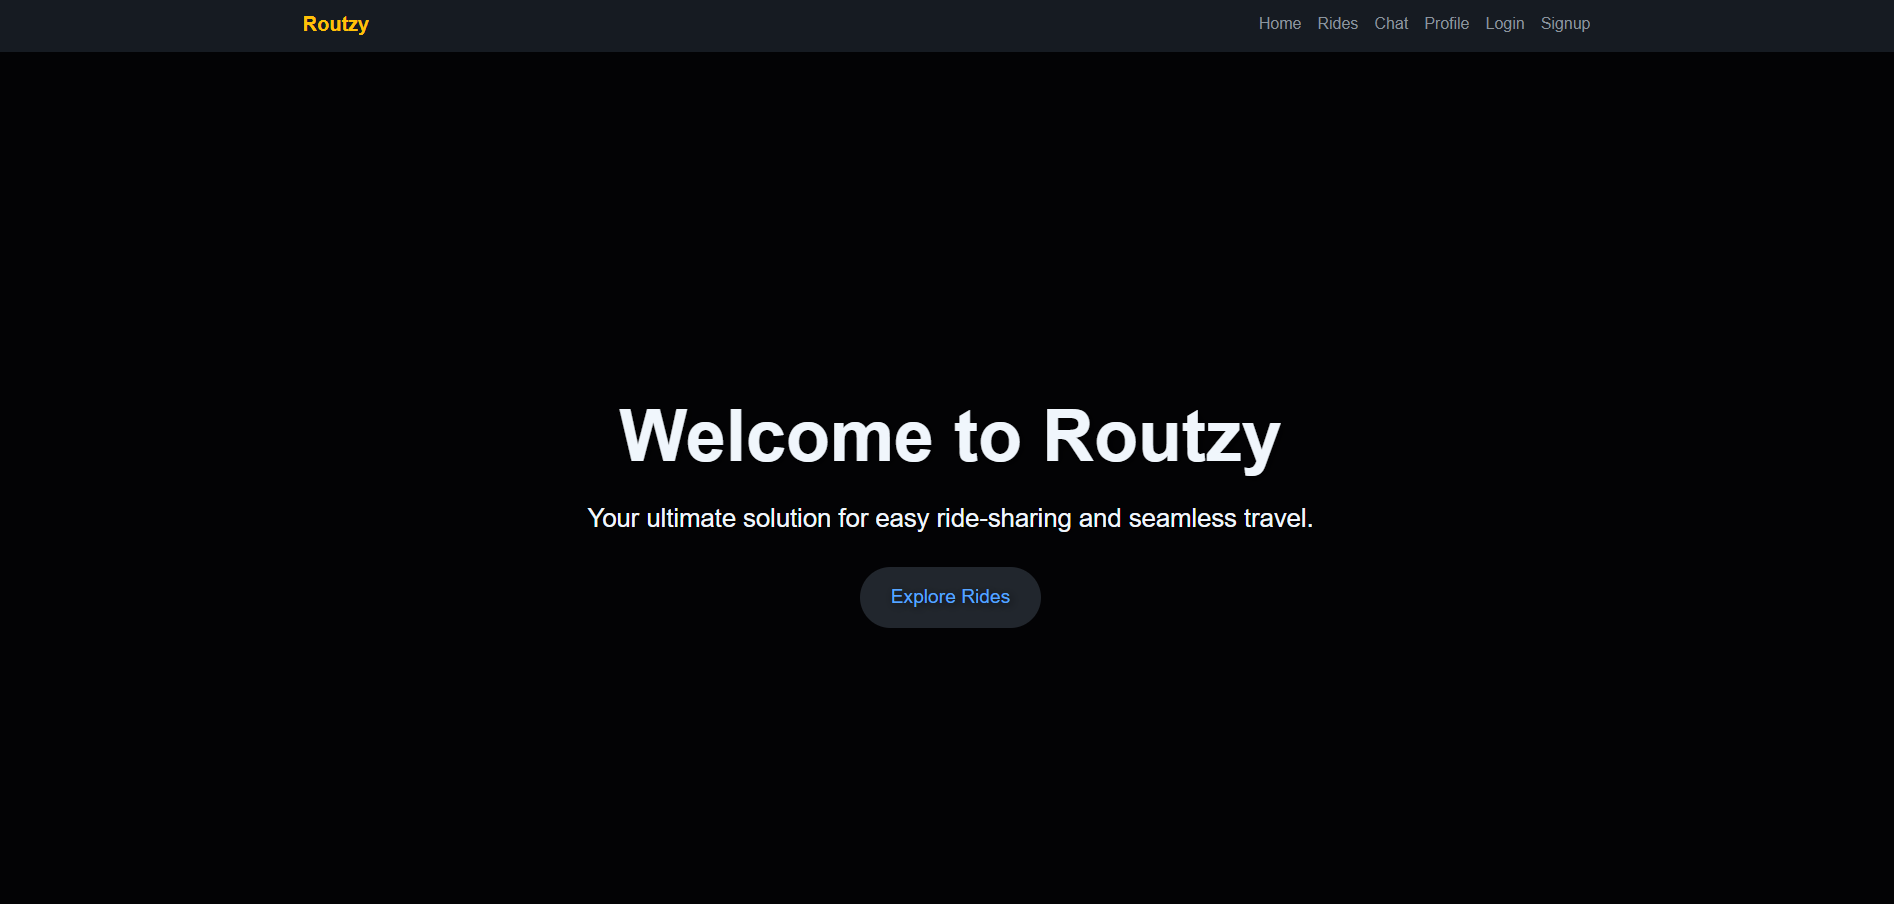 Routzy
Home Rides Chat Profile Login Signup
Welcome to Routzy
Your ultimate solution for easy ride-sharing and seamless travel.
Explore Rides